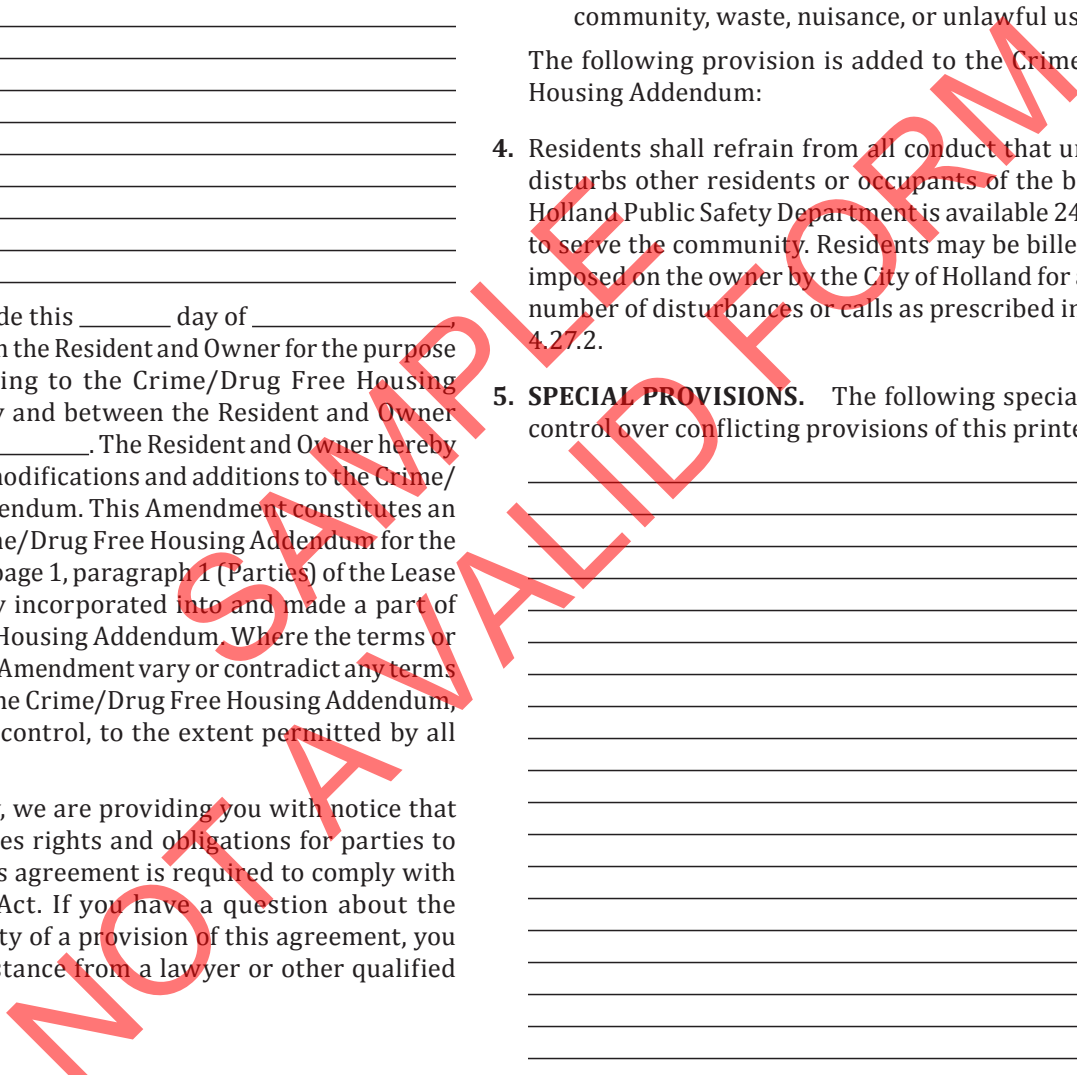 de this ________ day of __________________,
n the Resident and Owner for the purpose
ing to the Crime/Drug Free Housing
y and between the Resident and Owner
________. The Resident and Owner hereby
nodifications and additions to the Crime/
endum. This Amendment constitutes an
ne/Drug Free Housing Addendum for the
page 1, paragraph 1 (Parties) of the Lease
y incorporated into and made a part of
Housing Addendum. Where the terms or
Amendment vary or contradict any terms
he Crime/Drug Free Housing Addendum,
control, to the extent permitted by all
, we are providing you with notice that
es rights and obligations for parties to
s agreement is required to comply with
Act. If you have a question about the
ty of a provision of this agreement, you
stance from a lawyer or other qualified
community, waste, nuisance, or unlawful us
The following provision is added to the Crime
Housing Addendum:
4. Residents shall refrain from all conduct that un
disturbs other residents or occupants of the b
Holland Public Safety Department is available 24
to serve the community. Residents may be bille
imposed on the owner by the City of Holland for a
number of disturbances or calls as prescribed in
4.27.2.
5. SPECIAL PROVISIONS. The following specia
control over conflicting provisions of this printe
SAMPLE
NOT A VALID FORM